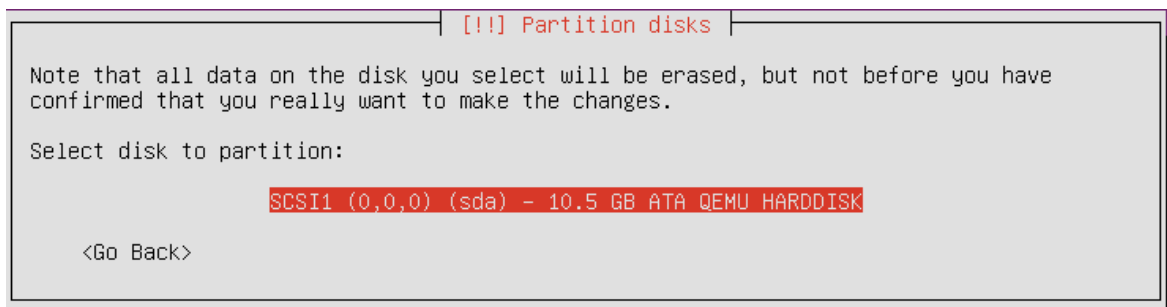 [!!] Partition disks
Note that all data on the disk you select will be erased, but not before you have
confirmed that you really want to make the changes.
Select disk to partition:
SCSI1 (0,0,0) (sda) - 10.5 GB ATA QEMU HARDDISK
<Go Back>